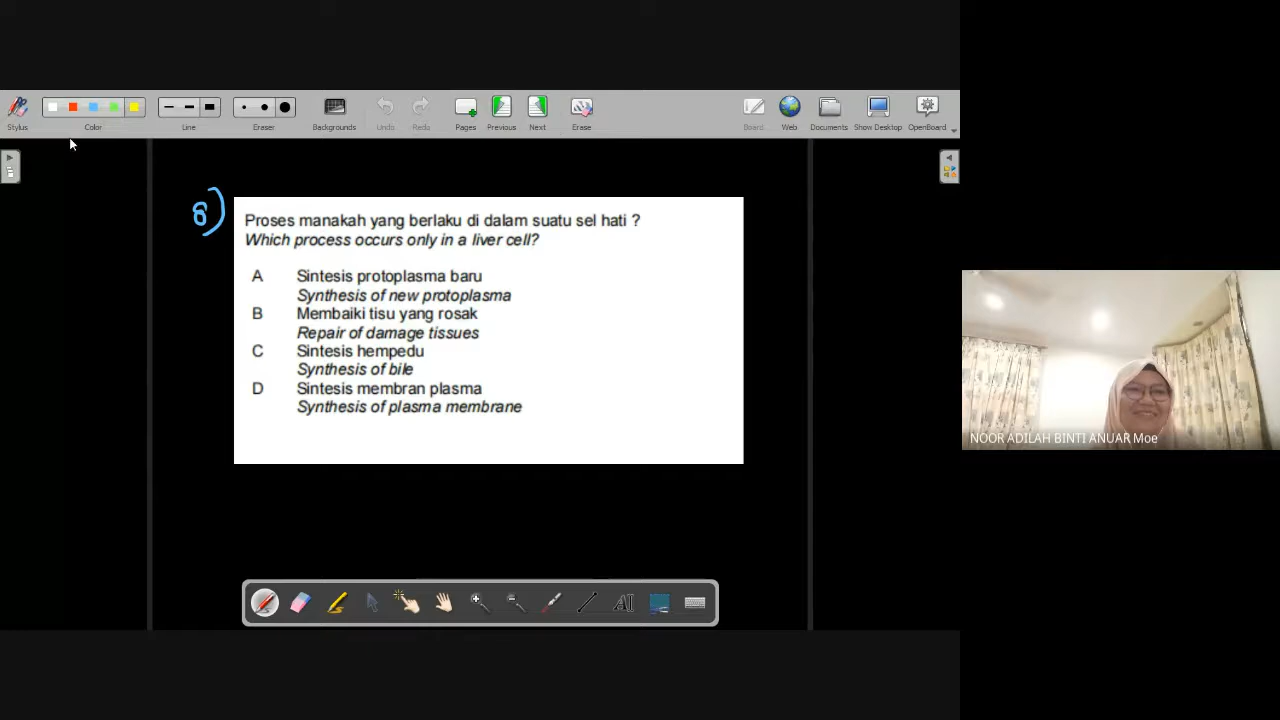 Stylus
Color
Line
Eraser
Backgrounds
Undo
Redo
Pages
Previous
Next
Erase
Board
Web
Documents
Show Desktop
OpenBoard
8)
Proses manakah yang berlaku di dalam suatu sel hati ?
Which process occurs only in a liver cell?
A Sintesis protoplasma baru
Synthesis of new protoplasma
B Membaiki tisu yang rosak
Repair of damage tissues
C Sintesis hempedu
Synthesis of bile
D Sintesis membran plasma
Synthesis of plasma membrane
NOOR ADILAH BINTI ANUAR Moe
AI